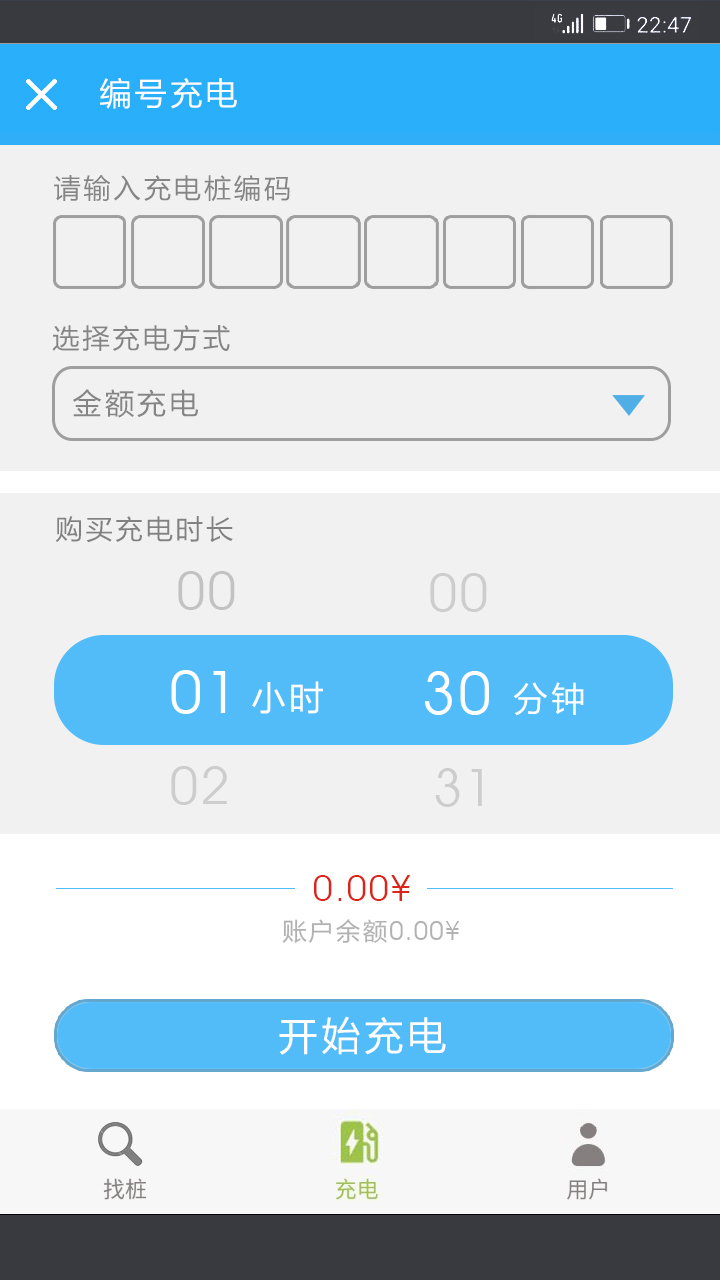 4G 22:47
编号充电
请输入充电桩编码
选择充电方式
金额充电
购买充电时长
00 00
01 小时 30 分钟
02 31
0.00¥
账户余额0.00¥
开始充电
找桩 充电 用户